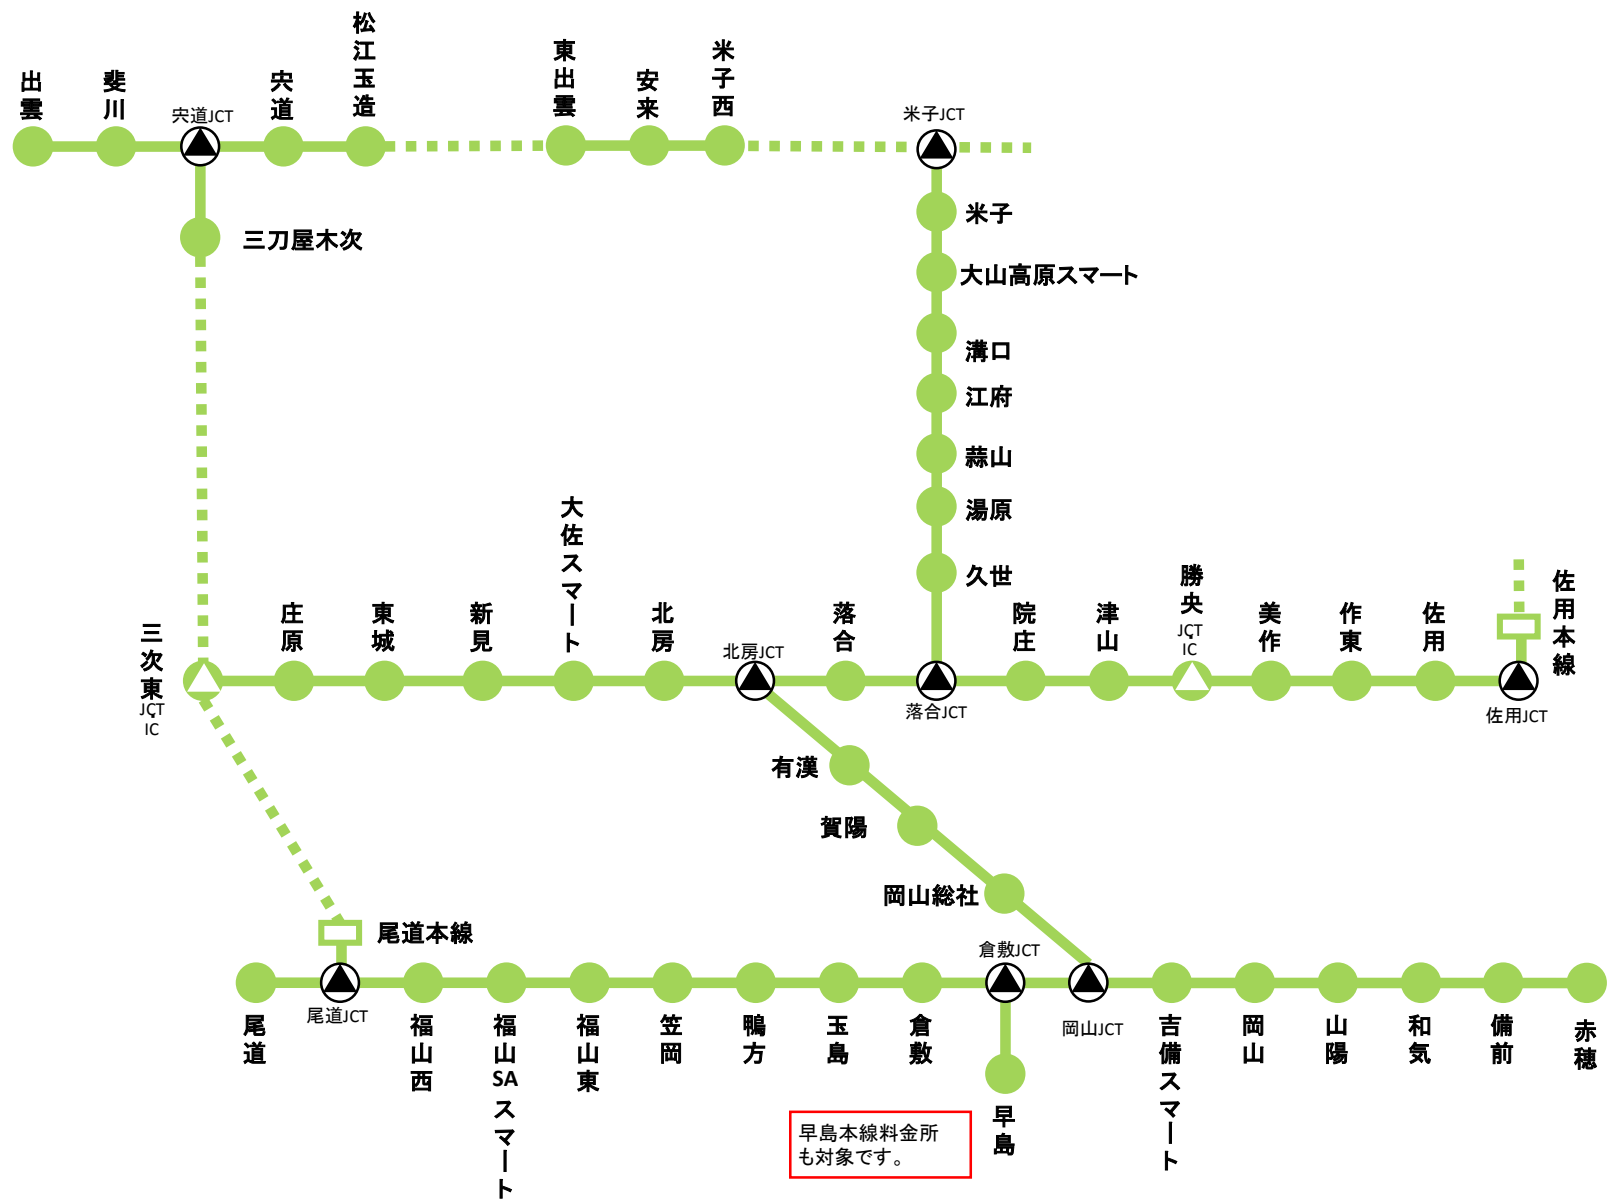 出雲
斐川
宍道JCT
宍道
松江玉造
東出雲
安来
米子西
米子JCT
三刀屋木次
米子
大山高原スマート
溝口
江府
蒜山
湯原
久世
三次東
JCT
・
IC
庄原
東城
新見
大佐スマート
北房
北房JCT
落合
落合JCT
院庄
津山
勝央
JCT
・
IC
美作
作東
佐用
佐用本線
佐用JCT
有漢
賀陽
岡山総社
尾道本線
尾道
尾道JCT
福山西
福山SAスマート
福山東
笠岡
鴨方
玉島
倉敷
倉敷JCT
早島
早島本線料金所
も対象です。
岡山JCT
吉備スマート
岡山
山陽
和気
備前
赤穂